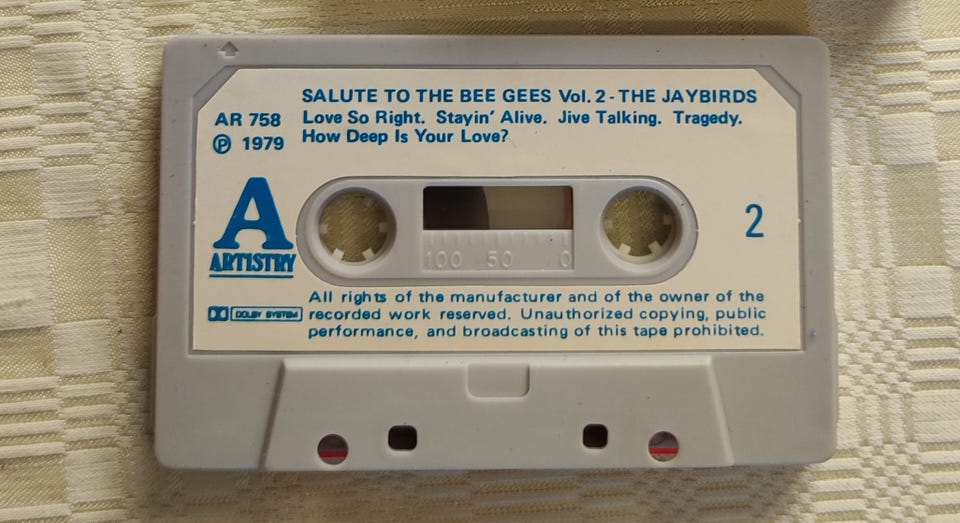 SALUTE TO THE BEE GEES Vol. 2 - THE JAYBIRDS
Love So Right. Stayin' Alive. Jive Talking. Tragedy.
How Deep Is Your Love?
AR 758
Ⓟ 1979
A
ARTISTRY
2
100 50 0
DOLBY SYSTEM
All rights of the manufacturer and of the owner of the
recorded work reserved. Unauthorized copying, public
performance, and broadcasting of this tape prohibited.